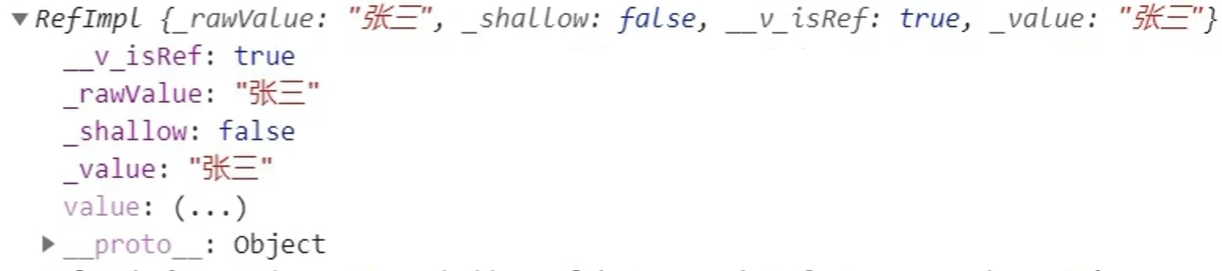 ▼RefImpl {_rawValue: "张三", _shallow: false, __v_isRef: true, _value: "张三"}
__v_isRef: true
_rawValue: "张三"
_shallow: false
_value: "张三"
value: (...)
▶__proto__: Object